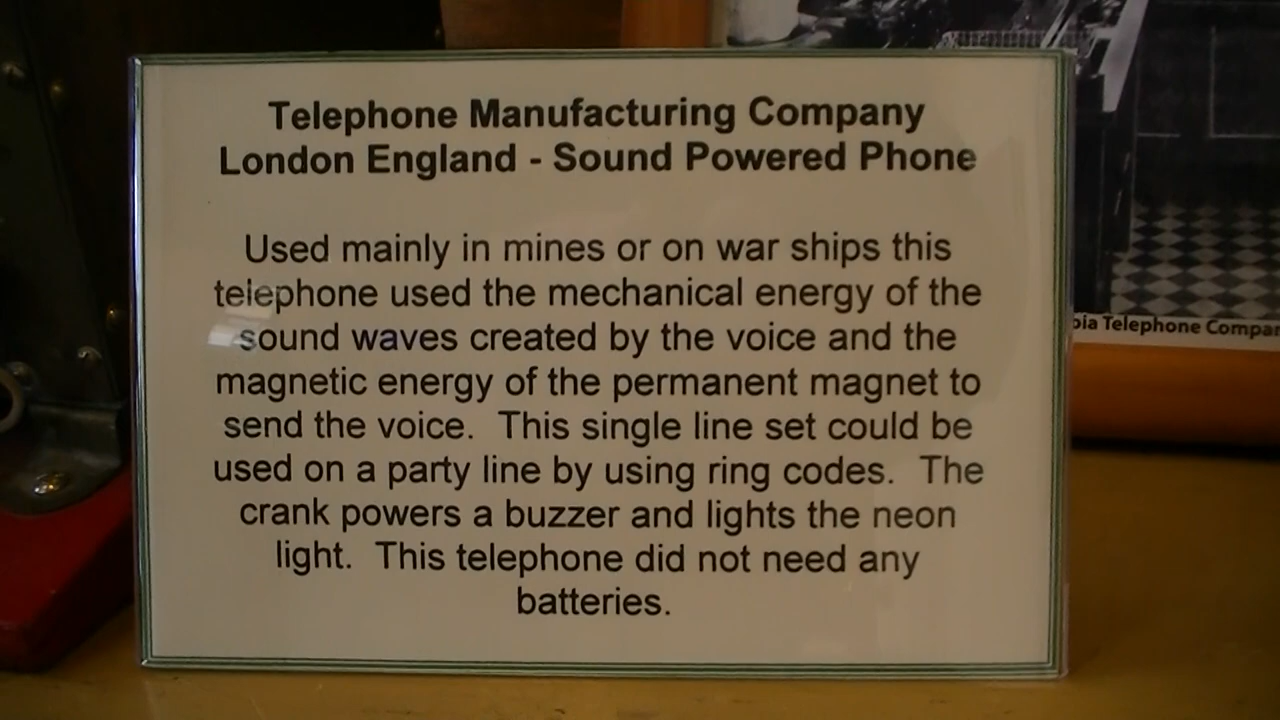 Telephone Manufacturing Company
London England - Sound Powered Phone
Used mainly in mines or on war ships this
telephone used the mechanical energy of the
sound waves created by the voice and the
magnetic energy of the permanent magnet to
send the voice. This single line set could be
used on a party line by using ring codes. The
crank powers a buzzer and lights the neon
light. This telephone did not need any
batteries.
Telephone